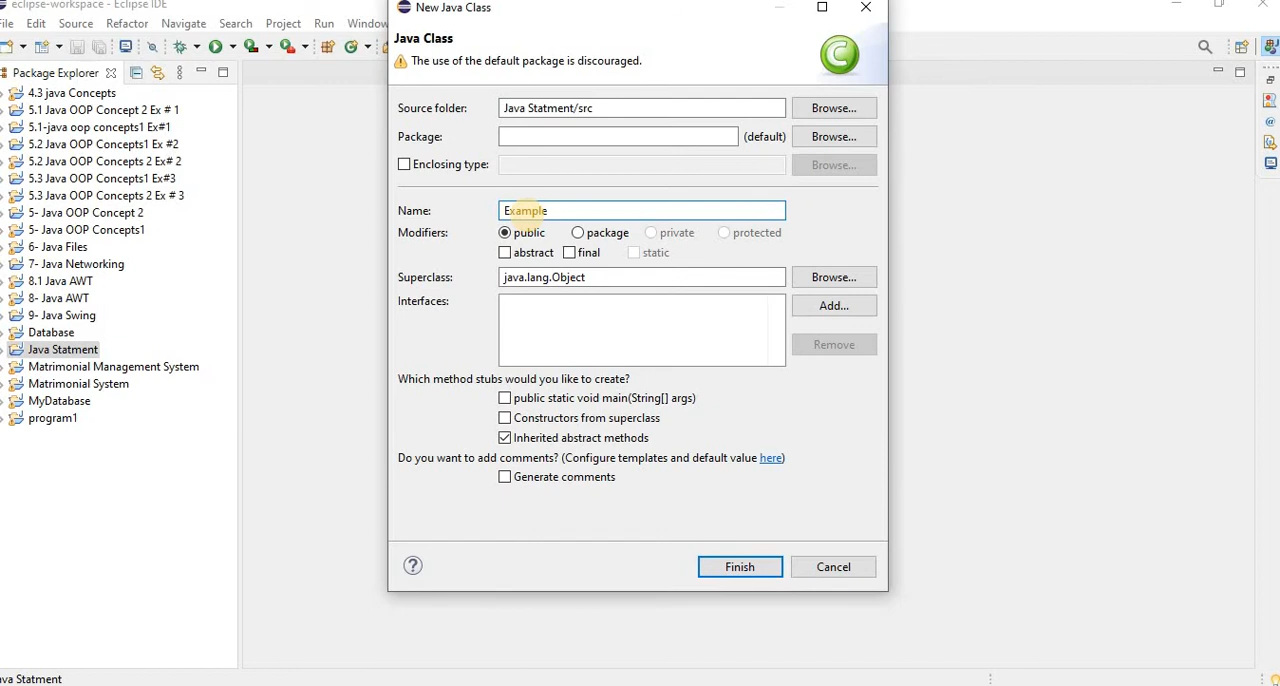 eclipse-workspace - Eclipse IDE
File Edit Source Refactor Navigate Search Project Run Window
Package Explorer
4.3 java Concepts
5.1 Java OOP Concept 2 Ex # 1
5.1-java oop concepts1 Ex#1
5.2 Java OOP Concepts1 Ex #2
5.2 Java OOP Concepts 2 Ex# 2
5.3 Java OOP Concepts1 Ex#3
5.3 Java OOP Concepts 2 Ex # 3
5- Java OOP Concept 2
5- Java OOP Concepts1
6- Java Files
7- Java Networking
8.1 Java AWT
8- Java AWT
9- Java Swing
Database
Java Statment
Matrimonial Management System
Matrimonial System
MyDatabase
program1
New Java Class
Java Class
The use of the default package is discouraged.
Source folder: Java Statment/src Browse...
Package: (default) Browse...
Enclosing type: Browse...
Name: Example
Modifiers: public package private protected
abstract final static
Superclass: java.lang.Object Browse...
Interfaces: Add...
Remove
Which method stubs would you like to create?
public static void main(String[] args)
Constructors from superclass
Inherited abstract methods
Do you want to add comments? (Configure templates and default value here)
Generate comments
? Finish Cancel
ava Statment